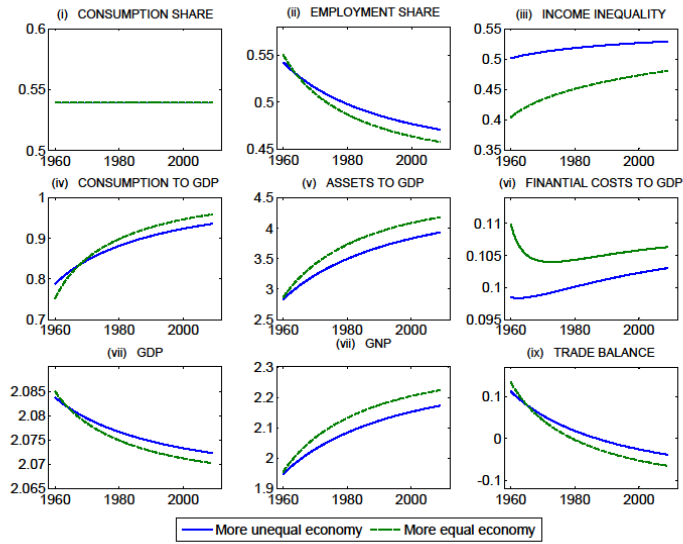 (i) CONSUMPTION SHARE
0.6
0.58
0.54
0.5
1960 1980 2000
(ii) EMPLOYMENT SHARE
0.55
0.5
0.45
1960 1980 2000
(iii) INCOME INEQUALITY
0.55
0.5
0.45
0.4
0.35
1960 1980 2000
(iv) CONSUMPTION TO GDP
1
0.9
0.8
0.7
1960 1980 2000
(v) ASSETS TO GDP
4.5
4
3.5
3
2.5
1960 1980 2000
(vi) FINANTIAL COSTS TO GDP
0.11
0.105
0.1
0.095
1960 1980 2000
(vii) GDP
2.085
2.08
2.075
2.07
2.065
1960 1980 2000
(vii) GNP
2.3
2.2
2.1
2
1.9
1960 1980 2000
(ix) TRADE BALANCE
0.1
0
-0.1
1960 1980 2000
More unequal economy More equal economy